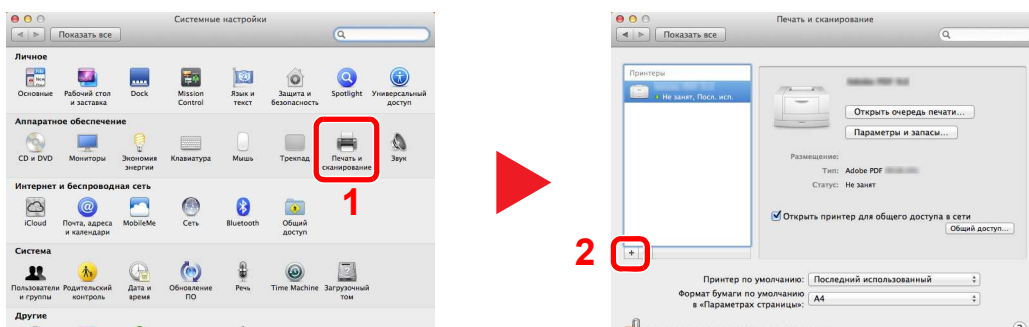 Системные настройки
Показать все
Личное
Основные
Рабочий стол
и заставка
Dock
Mission
Control
Язык и
текст
Защита и
безопасность
Spotlight
Универсальный
доступ
Аппаратное обеспечение
CD и DVD
Мониторы
Экономия
энергии
Клавиатура
Мышь
Трекпад
Печать и
сканирование
Звук
1
Интернет и беспроводная сеть
iCloud
Почта, адреса
и календари
MobileMe
Сеть
Bluetooth
Общий
доступ
Система
Пользователи
и группы
Родительский
контроль
Дата и
время
Обновление
ПО
Речь
Time Machine
Загрузочный
том
Другие
Печать и сканирование
Показать все
Принтеры
Не занят, Посл. исп.
Открыть очередь печати...
Параметры и запасы...
Размещение:
Тип: Adobe PDF
Статус: Не занят
Открыть принтер для общего доступа в сети
Общий доступ...
2
+
Принтер по умолчанию: Последний использованный
Формат бумаги по умолчанию
в «Параметрах страницы»: A4
?